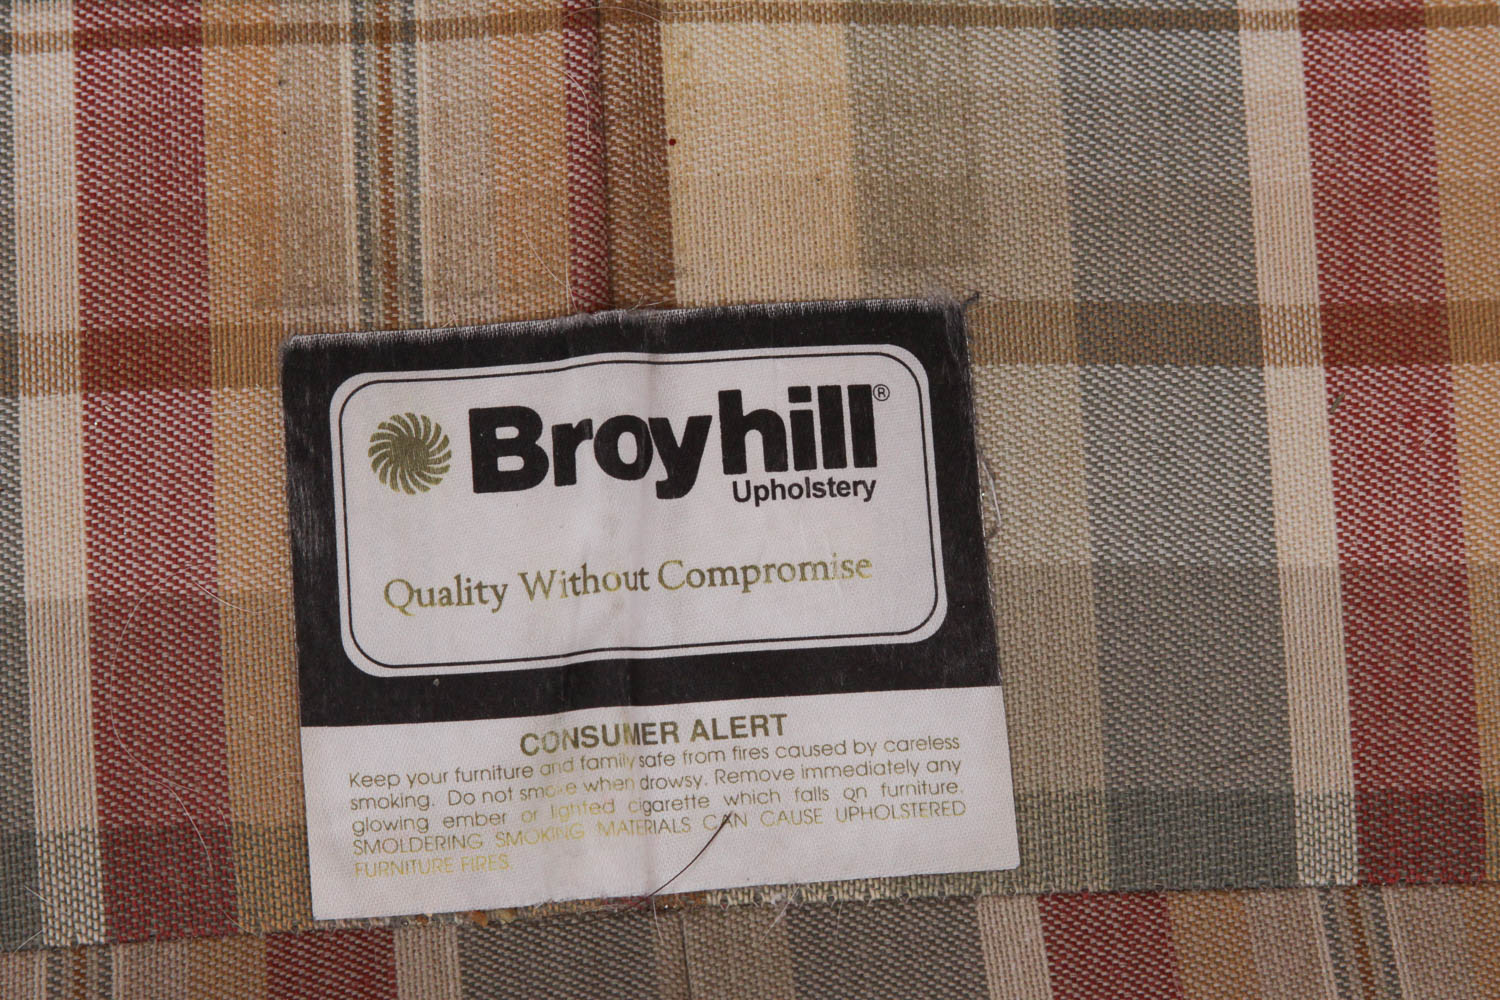 Broyhill®
Upholstery
Quality Without Compromise
CONSUMER ALERT
Keep your furniture and family safe from fires caused by careless
smoking. Do not smoke when drowsy. Remove immediately any
glowing ember or lighted cigarette which falls on furniture.
SMOLDERING SMOKING MATERIALS CAN CAUSE UPHOLSTERED
FURNITURE FIRES.